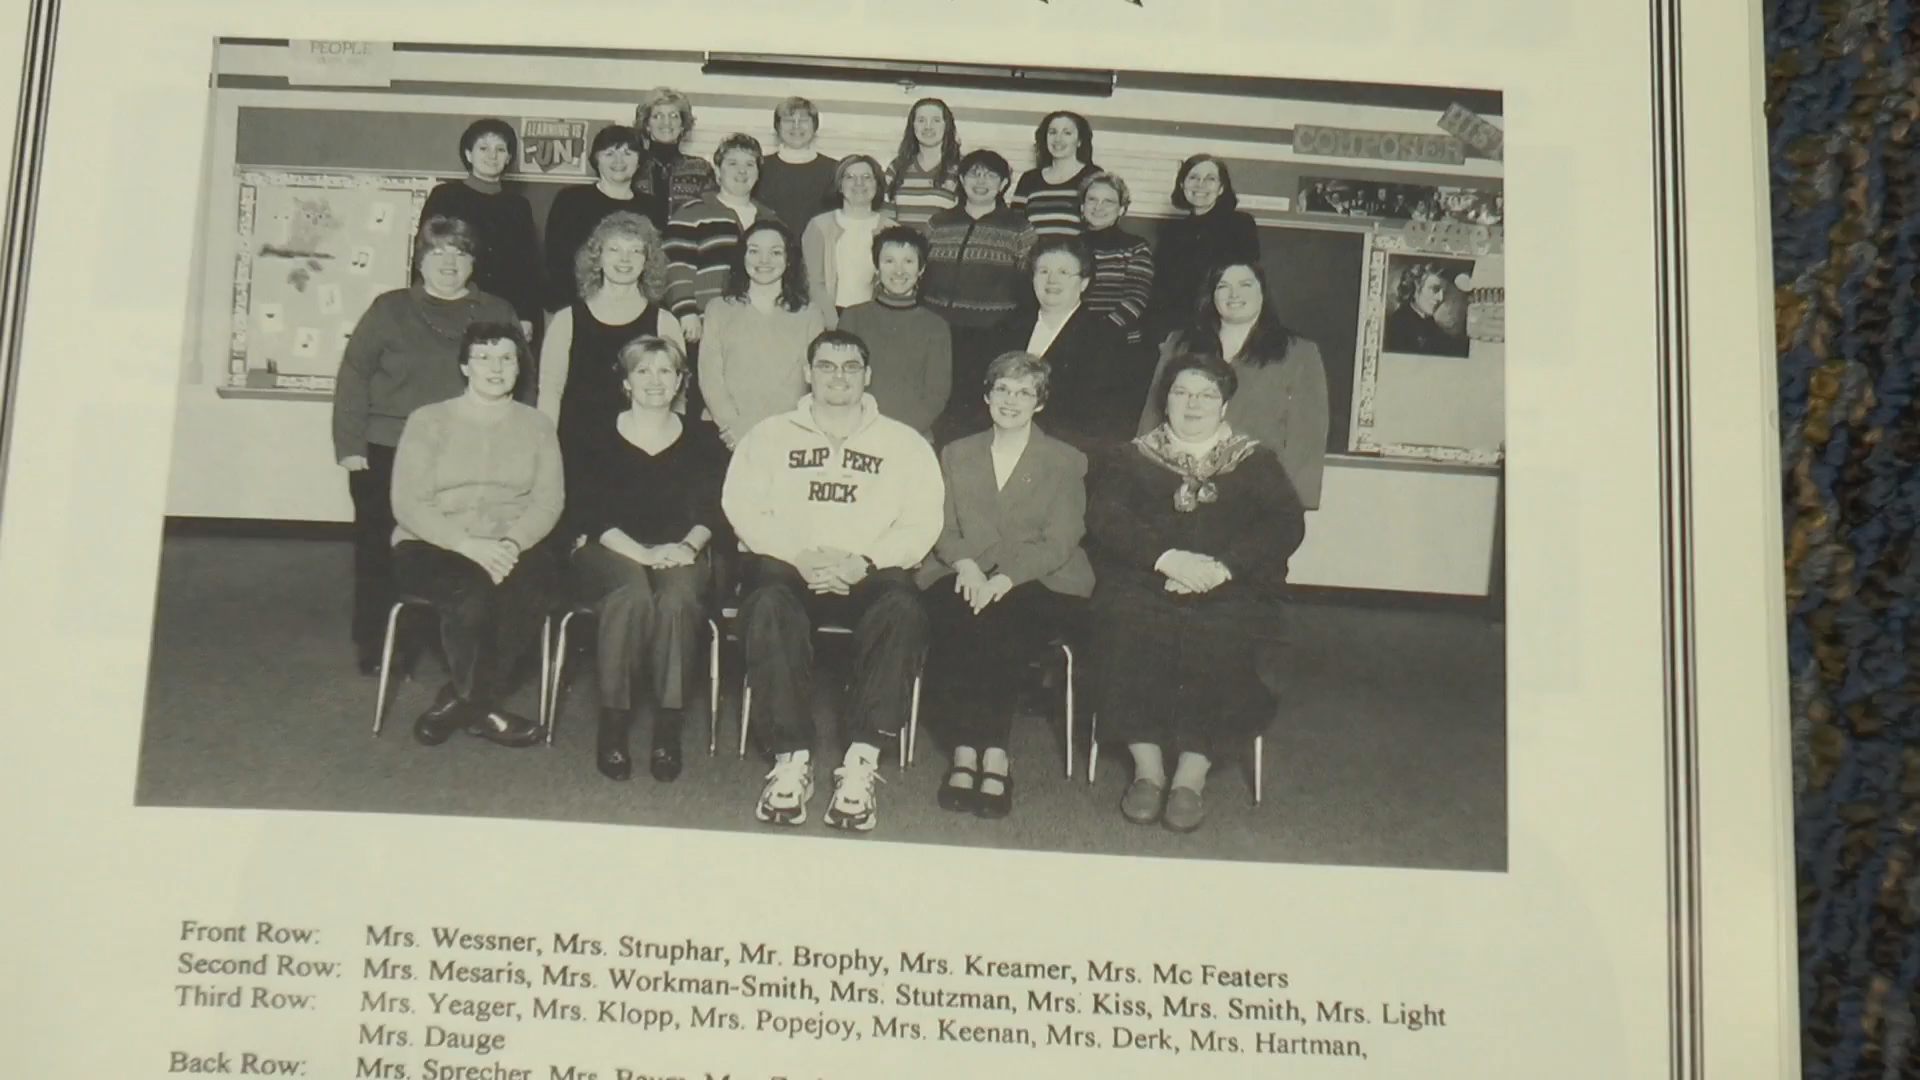 PEOPLE
LEARNING IS
FUN!
COMPOSER
SLIPPERY
ROCK
Front Row: Mrs. Wessner, Mrs. Struphar, Mr. Brophy, Mrs. Kreamer, Mrs. Mc Featers
Second Row: Mrs. Mesaris, Mrs. Workman-Smith, Mrs. Stutzman, Mrs. Kiss, Mrs. Smith, Mrs. Light
Third Row: Mrs. Yeager, Mrs. Klopp, Mrs. Popejoy, Mrs. Keenan, Mrs. Derk, Mrs. Hartman,
Mrs. Dauge
Back Row: Mrs. Sprecher, Mrs.